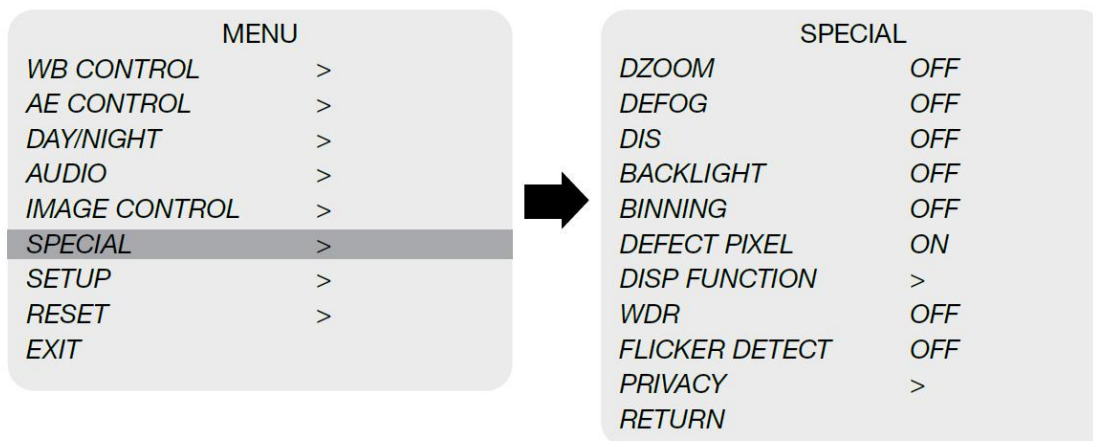 MENU
WB CONTROL >
AE CONTROL >
DAY/NIGHT >
AUDIO >
IMAGE CONTROL >
SPECIAL >
SETUP >
RESET >
EXIT
SPECIAL
DZOOM OFF
DEFOG OFF
DIS OFF
BACKLIGHT OFF
BINNING OFF
DEFECT PIXEL ON
DISP FUNCTION >
WDR OFF
FLICKER DETECT OFF
PRIVACY >
RETURN